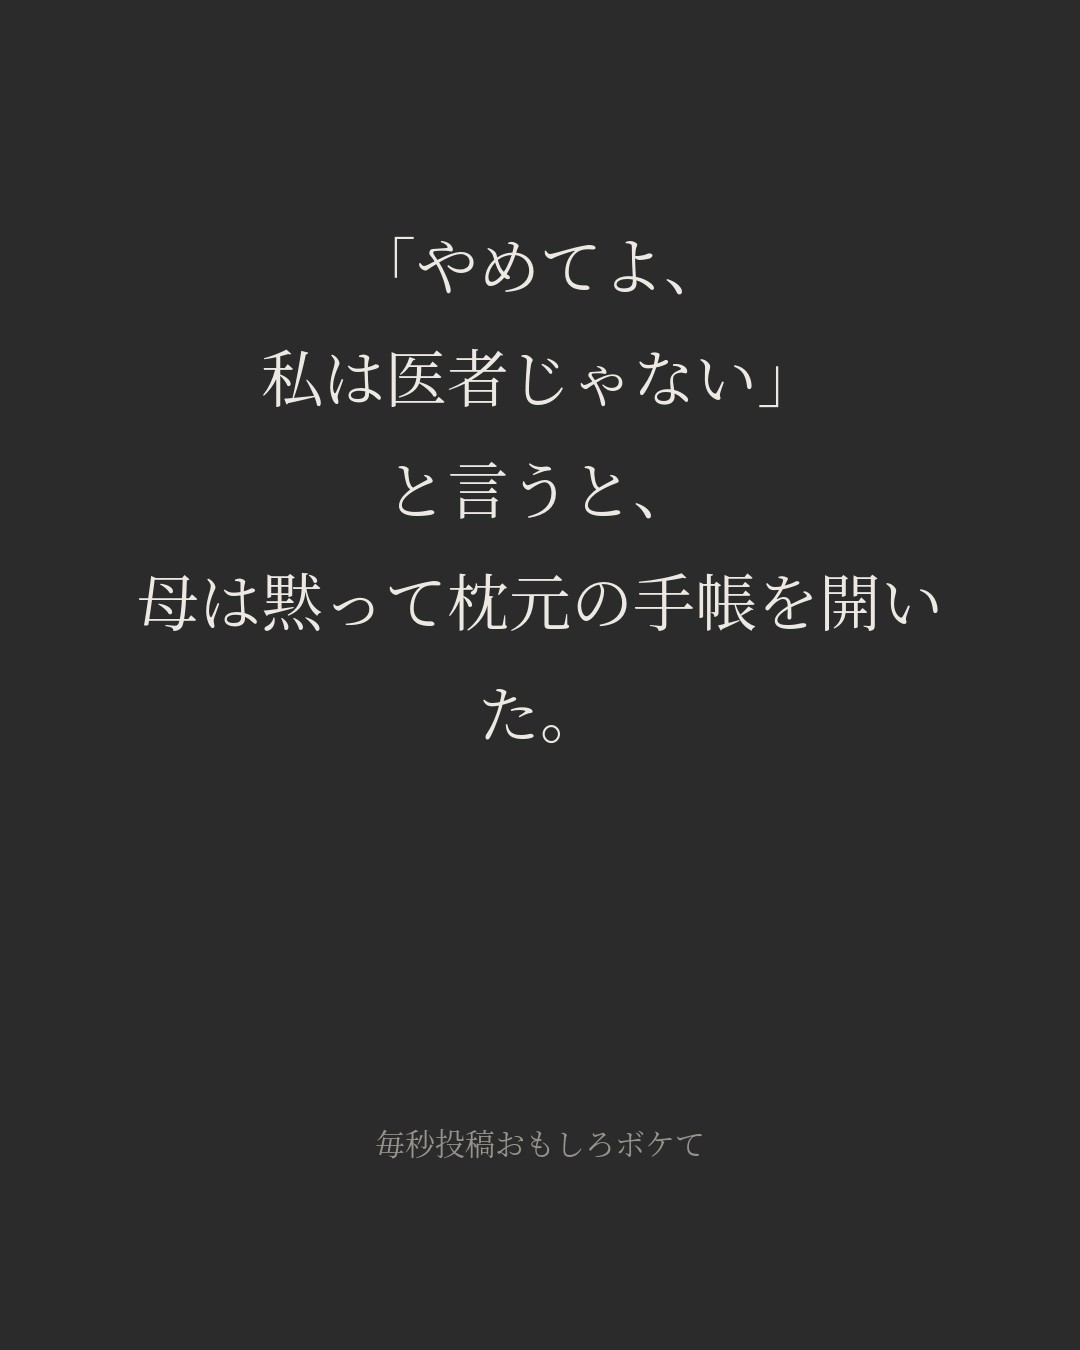 「やめてよ、
私は医者じゃない」
と言うと、
母は黙って枕元の手帳を開い
た。
毎秒投稿おもしろボケて